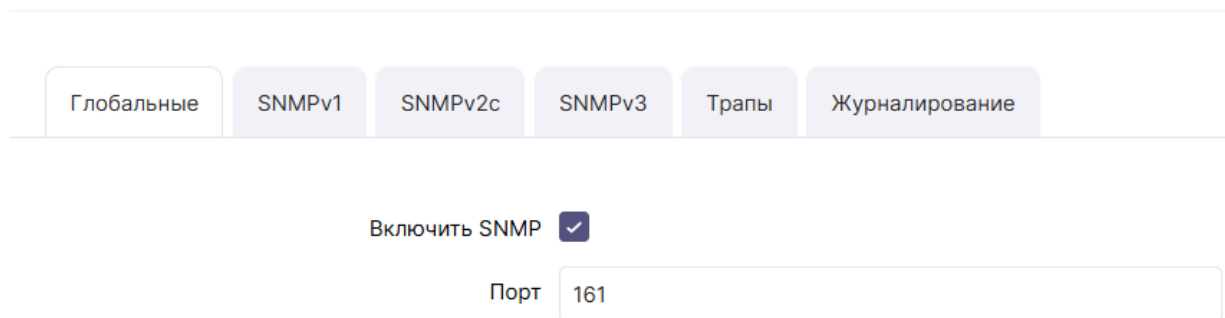 Глобальные SNMPv1 SNMPv2c SNMPv3 Трапы Журналирование
Включить SNMP
Порт 161